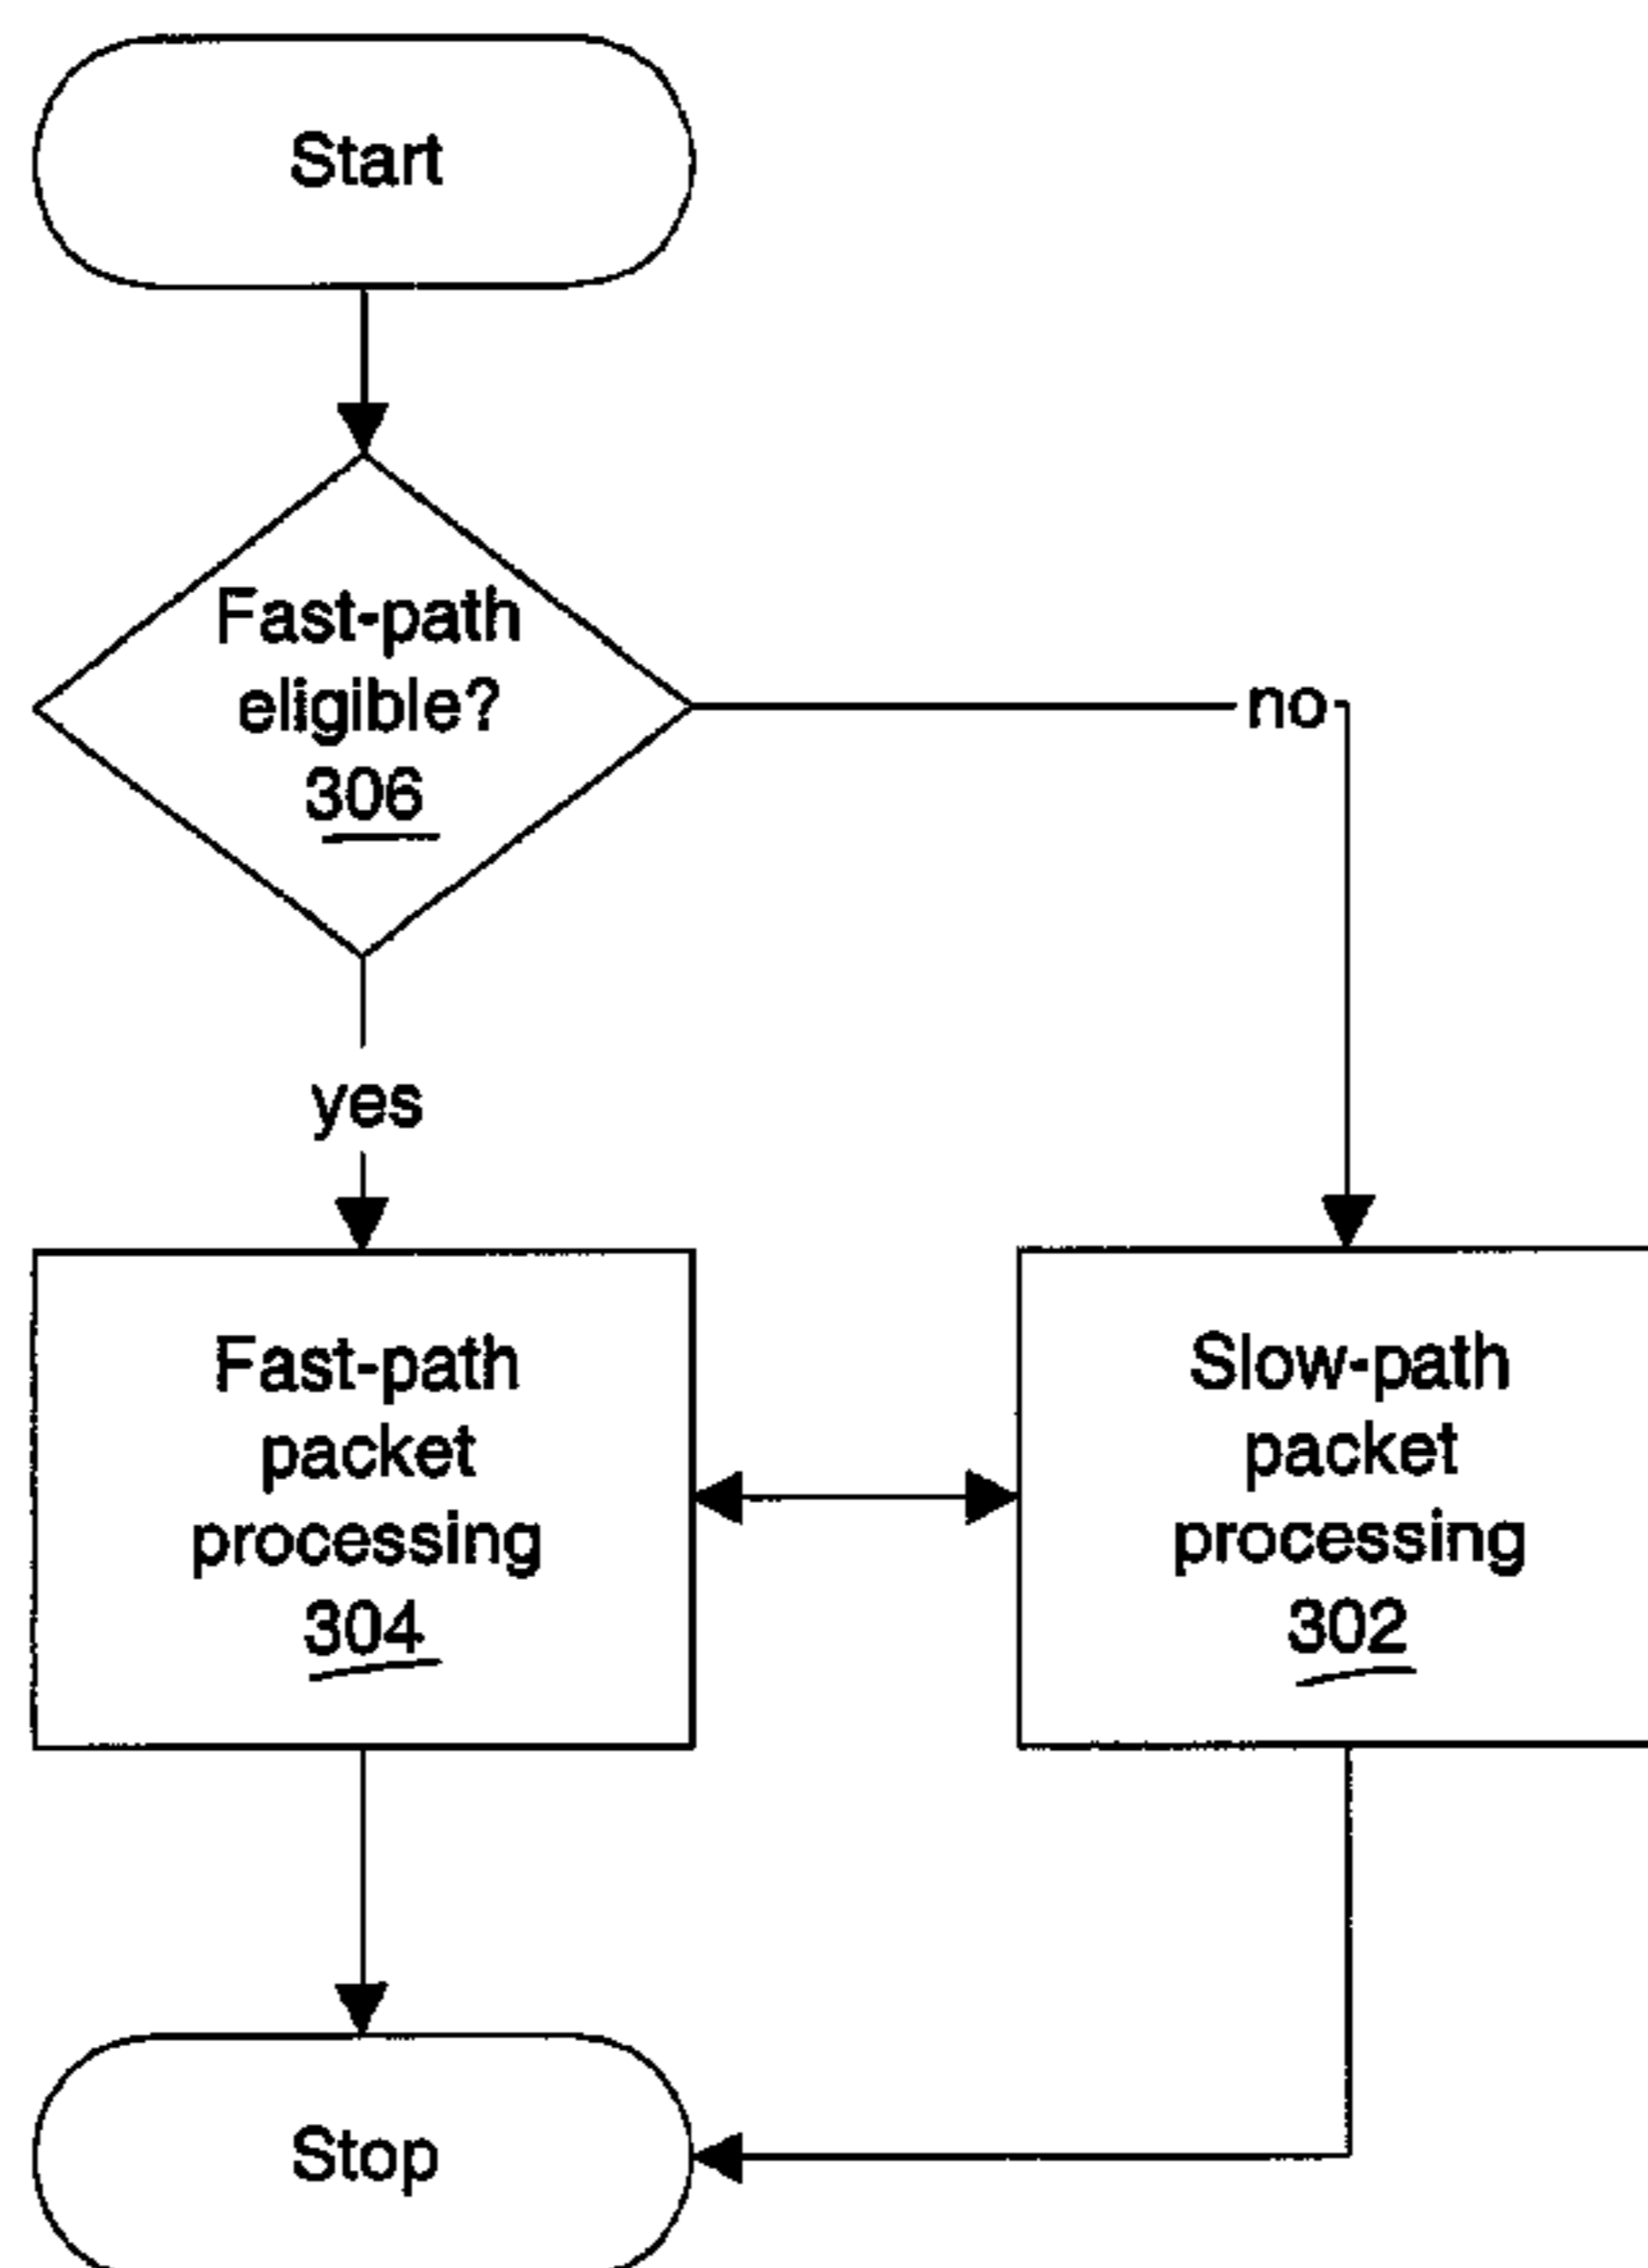 Start
Fast-path
eligible?
306
no
yes
Fast-path
packet
processing
304
Slow-path
packet
processing
302
Stop